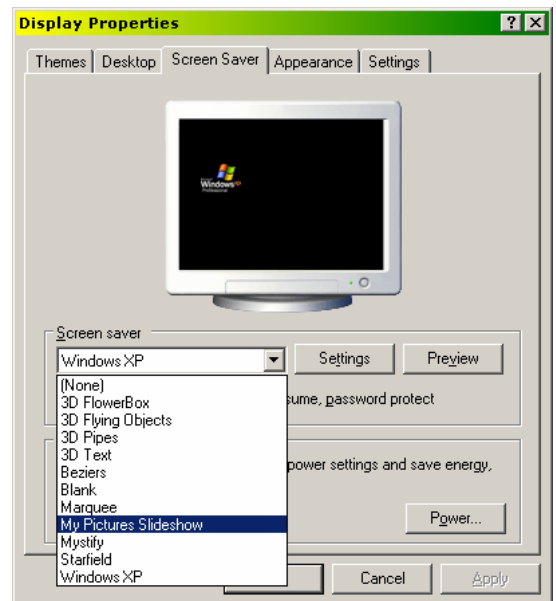 Display Properties
Themes Desktop Screen Saver Appearance Settings
Windows XP
Professional
Screen saver
Windows XP Settings Preview
(None)
3D FlowerBox
3D Flying Objects
sume, password protect
3D Pipes
3D Text
Beziers
power settings and save energy,
Blank
Marquee
My Pictures Slideshow
Power...
Mystify
Starfield
Windows XP
Cancel Apply